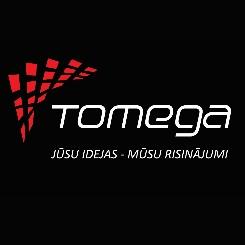 Tomega
JŪSU IDEJAS - MŪSU RISINĀJUMI